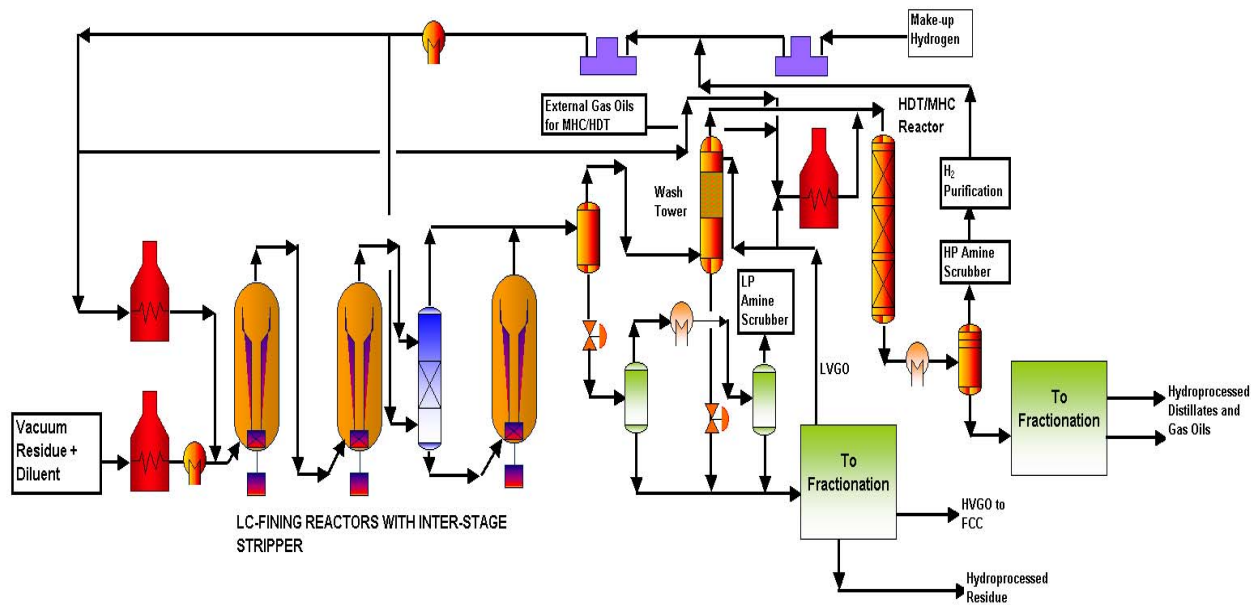 Make-up
Hydrogen
External Gas Oils
for MHC/HDT
HDT/MHC
Reactor
H2
Purification
Wash
Tower
HP Amine
Scrubber
LP
Amine
Scrubber
LVGO
To
Fractionation
Hydroprocessed
Distillates and
Gas Oils
Vacuum
Residue +
Diluent
To
Fractionation
LC-FINING REACTORS WITH INTER-STAGE
STRIPPER
HVGO to
FCC
Hydroprocessed
Residue